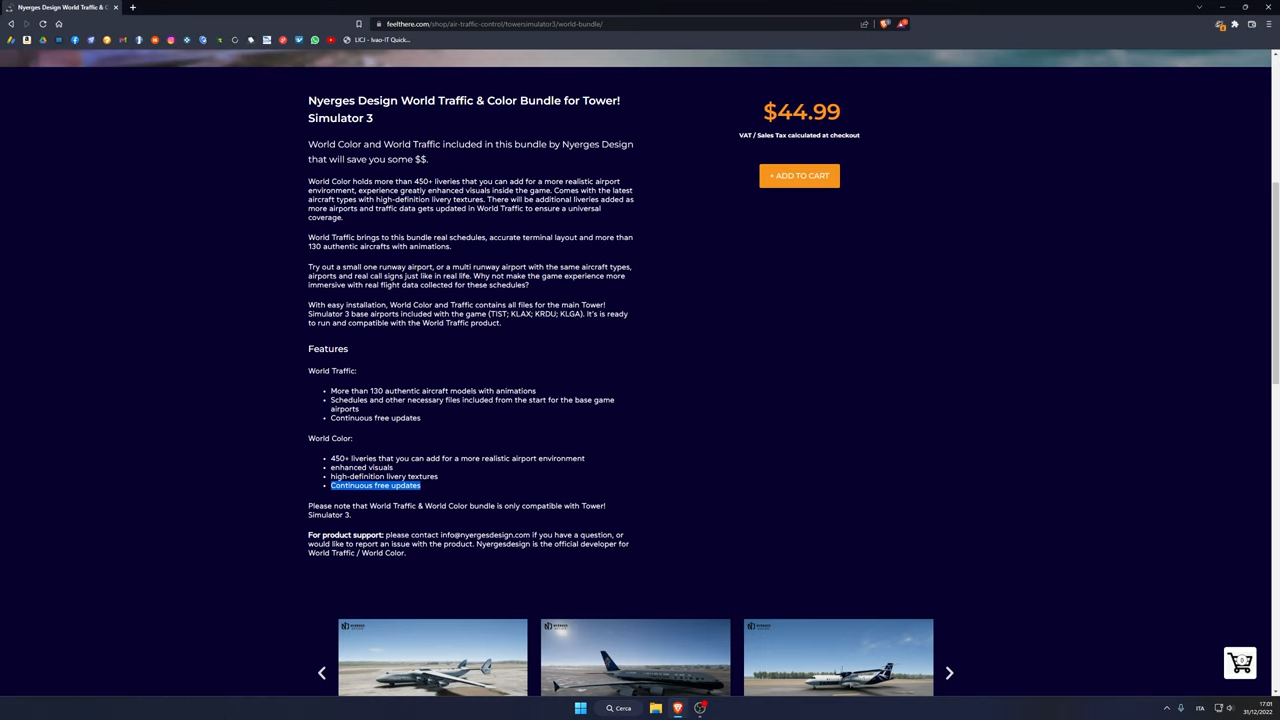 Nyerges Design World Traffic & C
feelthere.com/shop/air-traffic-control/towersimulator3/world-bundle/
LICJ - Ivao-IT Quick...
Nyerges Design World Traffic & Color Bundle for Tower!
Simulator 3
World Color and World Traffic included in this bundle by Nyerges Design
that will save you some $$.
World Color holds more than 450+ liveries that you can add for a more realistic airport
environment, experience greatly enhanced visuals inside the game. Comes with the latest
aircraft types with high-definition livery textures. There will be additional liveries added as
more airports and traffic data gets updated in World Traffic to ensure a universal
coverage.
World Traffic brings to this bundle real schedules, accurate terminal layout and more than
130 authentic aircrafts with animations.
Try out a small one runway airport, or a multi runway airport with the same aircraft types,
airports and real call signs just like in real life. Why not make the game experience more
immersive with real flight data collected for these schedules?
With easy installation, World Color and Traffic contains all files for the main Tower!
Simulator 3 base airports included with the game (TIST; KLAX; KRDU; KLGA). It's is ready
to run and compatible with the World Traffic product.
Features
World Traffic:
• More than 130 authentic aircraft models with animations
• Schedules and other necessary files included from the start for the base game
airports
• Continuous free updates
World Color:
• 450+ liveries that you can add for a more realistic airport environment
• enhanced visuals
• high-definition livery textures
• Continuous free updates
Please note that World Traffic & World Color bundle is only compatible with Tower!
Simulator 3.
For product support: please contact info@nyergesdesign.com if you have a question, or
would like to report an issue with the product. Nyergesdesign is the official developer for
World Traffic / World Color.
$44.99
VAT / Sales Tax calculated at checkout
+ ADD TO CART
Cerca
ITA
17:01
31/12/2022